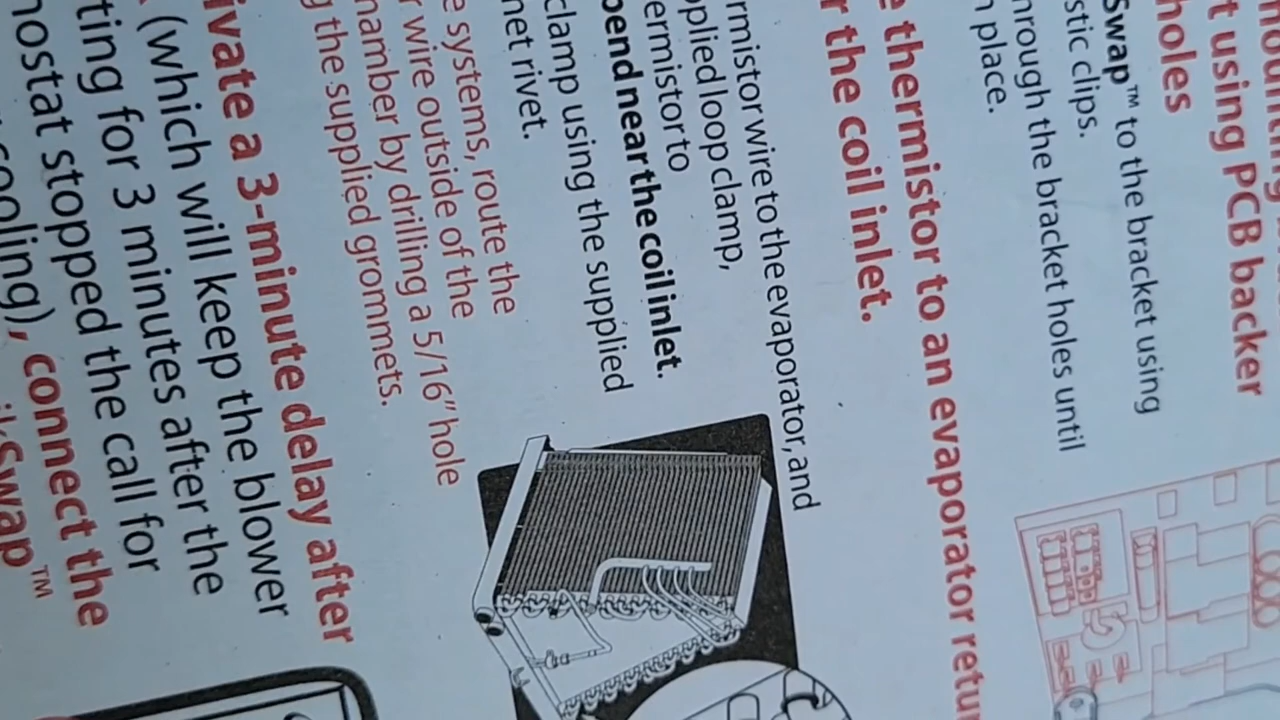 t using PCB backer
holes
Swap™ to the bracket using
stic clips.
hrough the bracket holes until
n place.
e thermistor to an evaporator retur
r the coil inlet.
rmistor wire to the evaporator, and
pplied loop clamp,
ermistor to
bend near the coil inlet.
clamp using the supplied
net rivet.
e systems, route the
r wire outside of the
hamber by drilling a 5/16" hole
g the supplied grommets.
ivate a 3-minute delay after
(which will keep the blower
ting for 3 minutes after the
nostat stopped the call for
cooling), connect the
ikSwap™